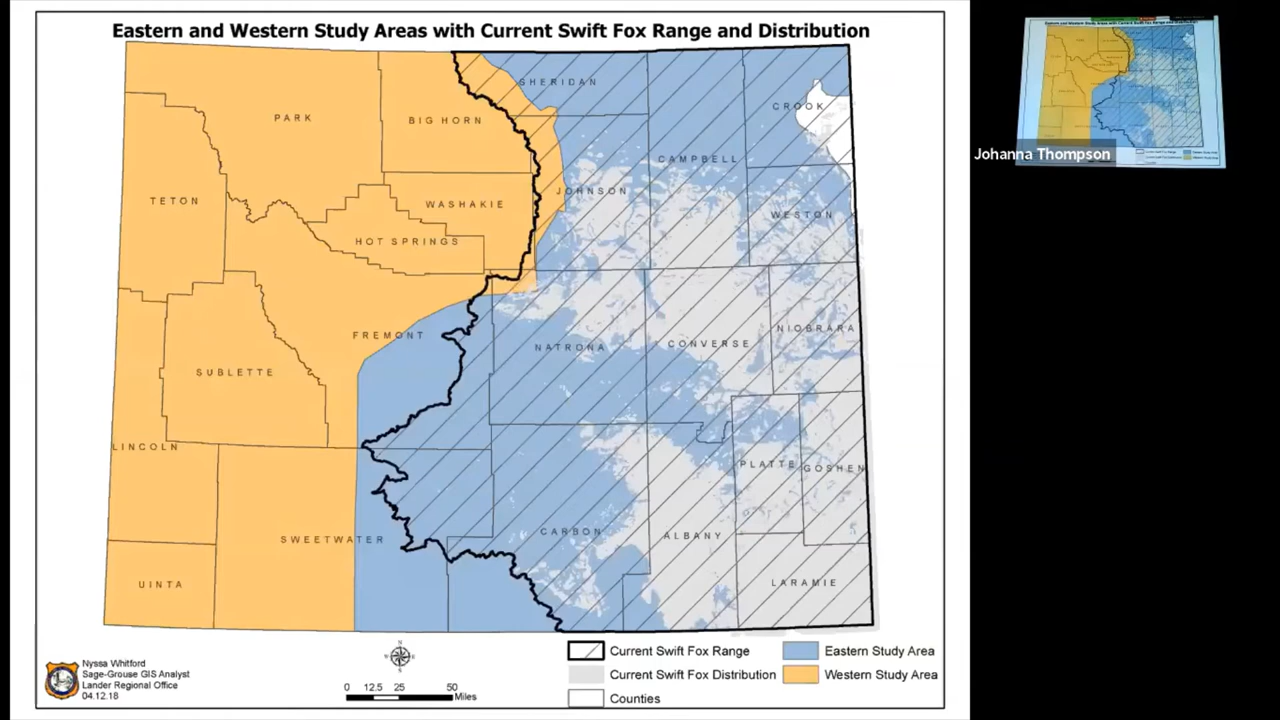 Eastern and Western Study Areas with Current Swift Fox Range and Distribution
SHERIDAN
CROOK
PARK
BIG HORN
CAMPBELL
JOHNSON
TETON
WASHAKIE
WESTON
HOT SPRINGS
FREMONT
NATRONA
CONVERSE
NIOBRARA
SUBLETTE
LINCOLN
PLATTE
GOSHEN
SWEETWATER
CARBON
ALBANY
UINTA
LARAMIE
Nyssa Whitford
Sage-Grouse GIS Analyst
Lander Regional Office
04.12.18
N
W E
S
0 12.5 25 50
Miles
Current Swift Fox Range
Current Swift Fox Distribution
Counties
Eastern Study Area
Western Study Area
Johanna Thompson